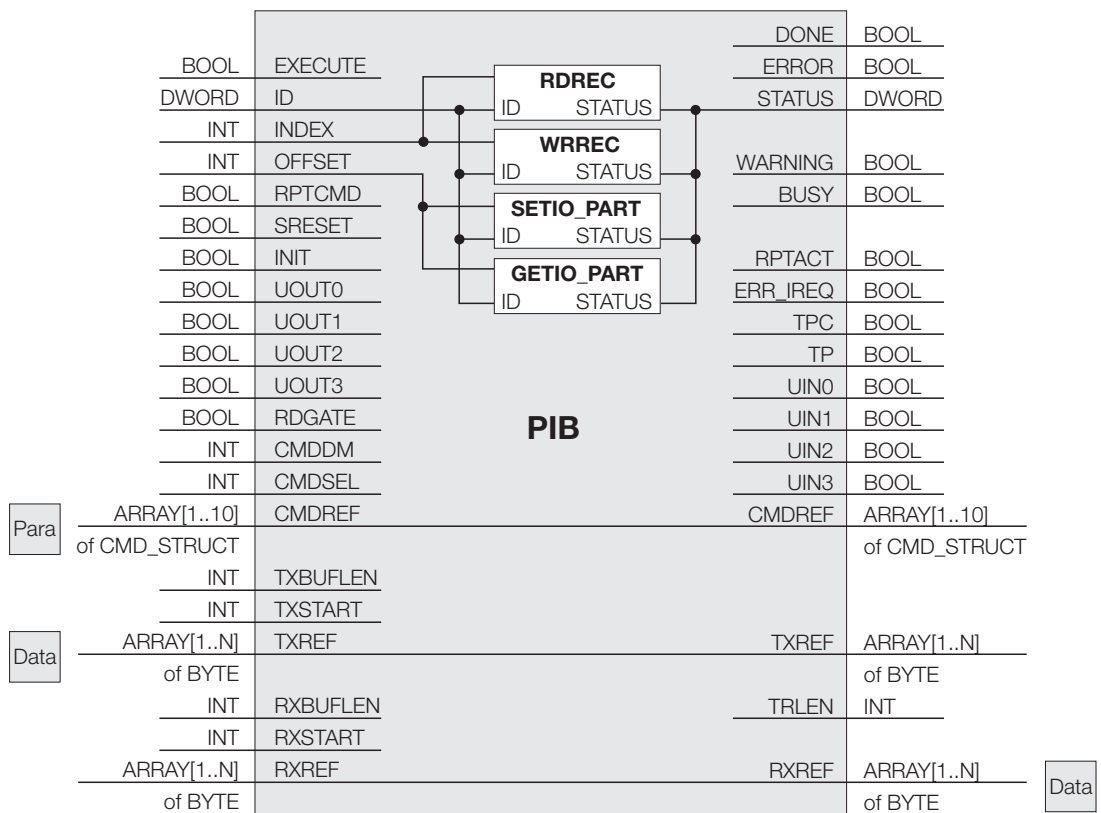 DONE BOOL
BOOL EXECUTE
ERROR BOOL
RDREC
DWORD ID
ID STATUS
STATUS DWORD
INT INDEX
WRREC
INT OFFSET
ID STATUS
WARNING BOOL
BOOL RPTCMD
BUSY BOOL
SETIO_PART
BOOL SRESET
ID STATUS
BOOL INIT
RPTACT BOOL
GETIO_PART
BOOL UOUT0
ID STATUS
ERR_IREQ BOOL
BOOL UOUT1
TPC BOOL
BOOL UOUT2
TP BOOL
BOOL UOUT3
UIN0 BOOL
BOOL RDGATE
PIB
UIN1 BOOL
INT CMDDM
UIN2 BOOL
INT CMDSEL
UIN3 BOOL
Para
ARRAY[1..10] CMDREF
CMDREF ARRAY[1..10]
of CMD_STRUCT
of CMD_STRUCT
INT TXBUFLEN
INT TXSTART
Data
ARRAY[1..N] TXREF
TXREF ARRAY[1..N]
of BYTE
of BYTE
INT RXBUFLEN
TRLEN INT
INT RXSTART
ARRAY[1..N] RXREF
RXREF ARRAY[1..N]
Data
of BYTE
of BYTE